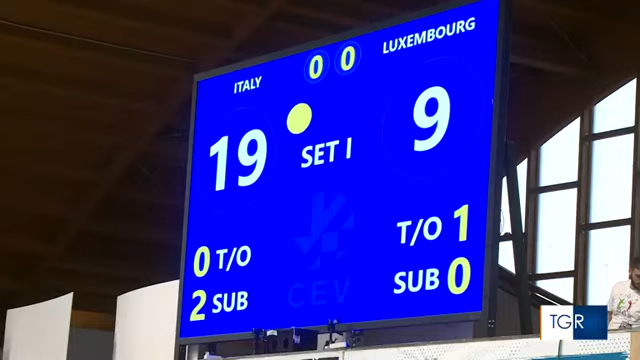 ITALY
0 0
LUXEMBOURG
19
SET I
9
0 T/O
T/O 1
2 SUB
SUB 0
CEV
TGR